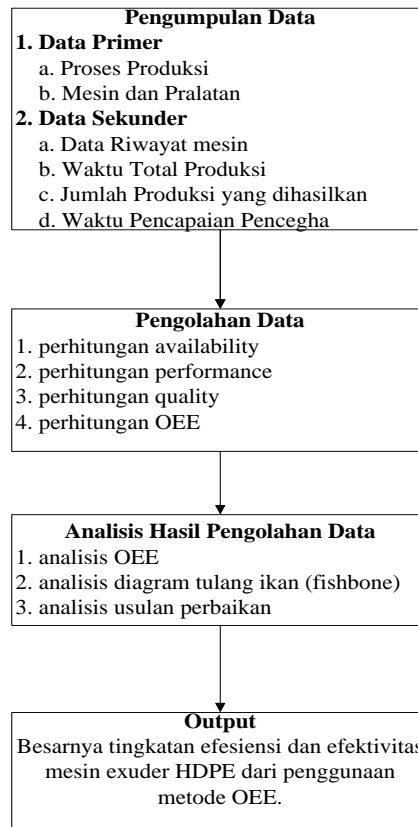 Pengumpulan Data
1. Data Primer
a. Proses Produksi
b. Mesin dan Pralatan
2. Data Sekunder
a. Data Riwayat mesin
b. Waktu Total Produksi
c. Jumlah Produksi yang dihasilkan
d. Waktu Pencapaian Pencegha
Pengolahan Data
1. perhitungan availability
2. perhitungan performance
3. perhitungan quality
4. perhitungan OEE
Analisis Hasil Pengolahan Data
1. analisis OEE
2. analisis diagram tulang ikan (fishbone)
3. analisis usulan perbaikan
Output
Besarnya tingkatan efesiensi dan efektivitas
mesin exuder HDPE dari penggunaan
metode OEE.